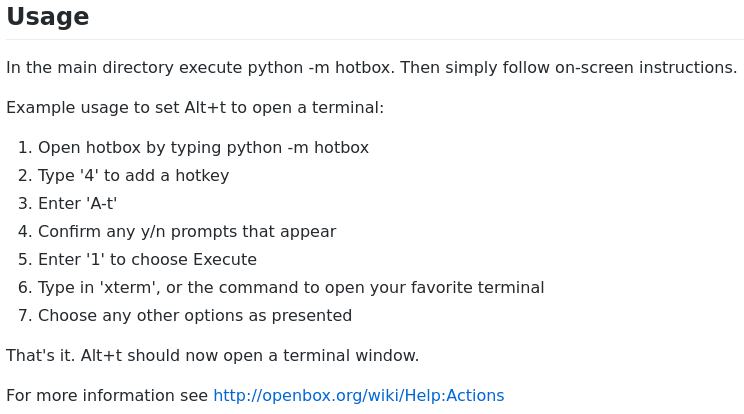 Usage
In the main directory execute python -m hotbox. Then simply follow on-screen instructions.
Example usage to set Alt+t to open a terminal:
1. Open hotbox by typing python -m hotbox
2. Type '4' to add a hotkey
3. Enter 'A-t'
4. Confirm any y/n prompts that appear
5. Enter '1' to choose Execute
6. Type in 'xterm', or the command to open your favorite terminal
7. Choose any other options as presented
That's it. Alt+t should now open a terminal window.
For more information see http://openbox.org/wiki/Help:Actions